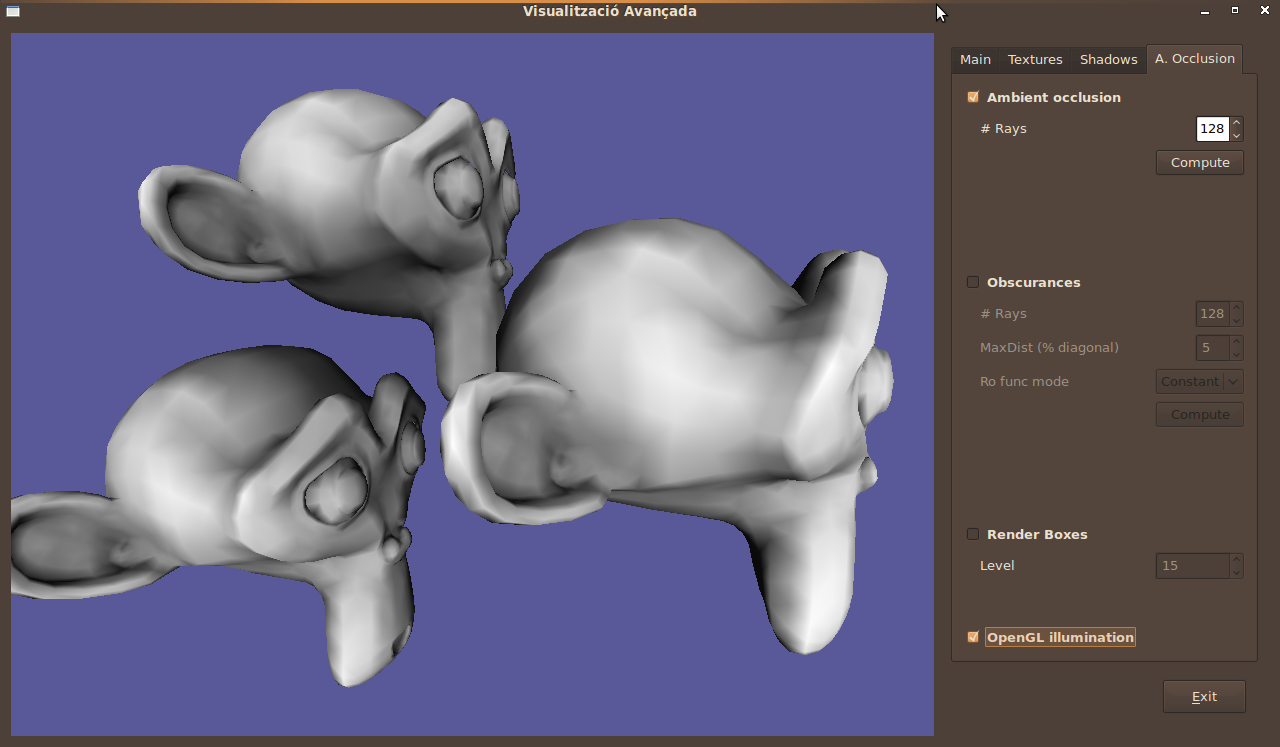 Visualització Avançada
Main Textures Shadows A. Occlusion
Ambient occlusion
# Rays 128
Compute
Obscurances
# Rays 128
MaxDist (% diagonal) 5
Ro func mode Constant
Compute
Render Boxes
Level 15
OpenGL illumination
Exit